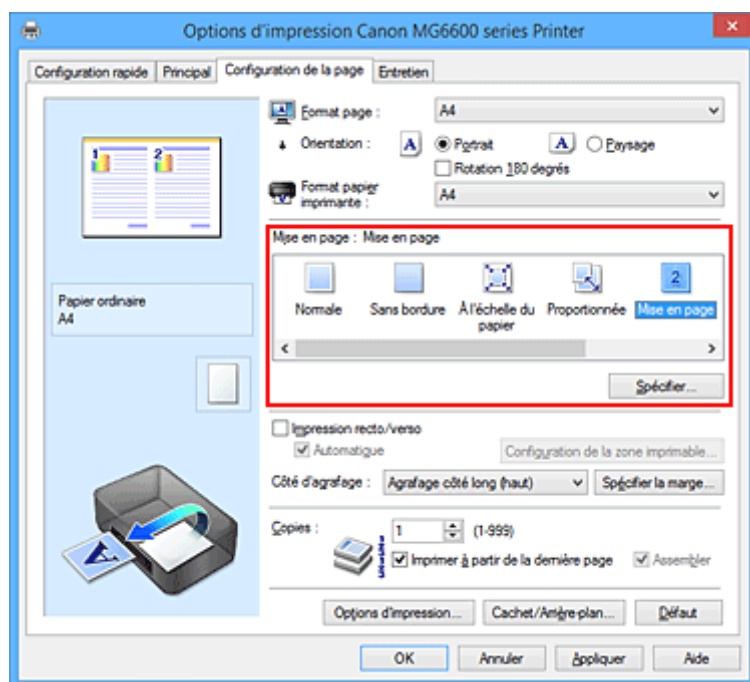 Options d'impression Canon MG6600 series Printer
Configuration rapide Principal Configuration de la page Entretien
Format page : A4
Orientation : A Portrait A Paysage
Rotation 180 degrés
Format papier
imprimante : A4
1 2
Mise en page : Mise en page
2
Normale Sans bordure À l'échelle du Proportionnée Mise en page
papier
Papier ordinaire
A4
Spécifier...
Impression recto/verso
Automatique Configuration de la zone imprimable...
Côté d'agrafage : Agrafage côté long (haut) Spécifier la marge...
Copies : 1 (1-999)
Imprimer à partir de la dernière page Assembler
A
Options d'impression... Cachet/Arrière-plan... Défaut
OK Annuler Appliquer Aide